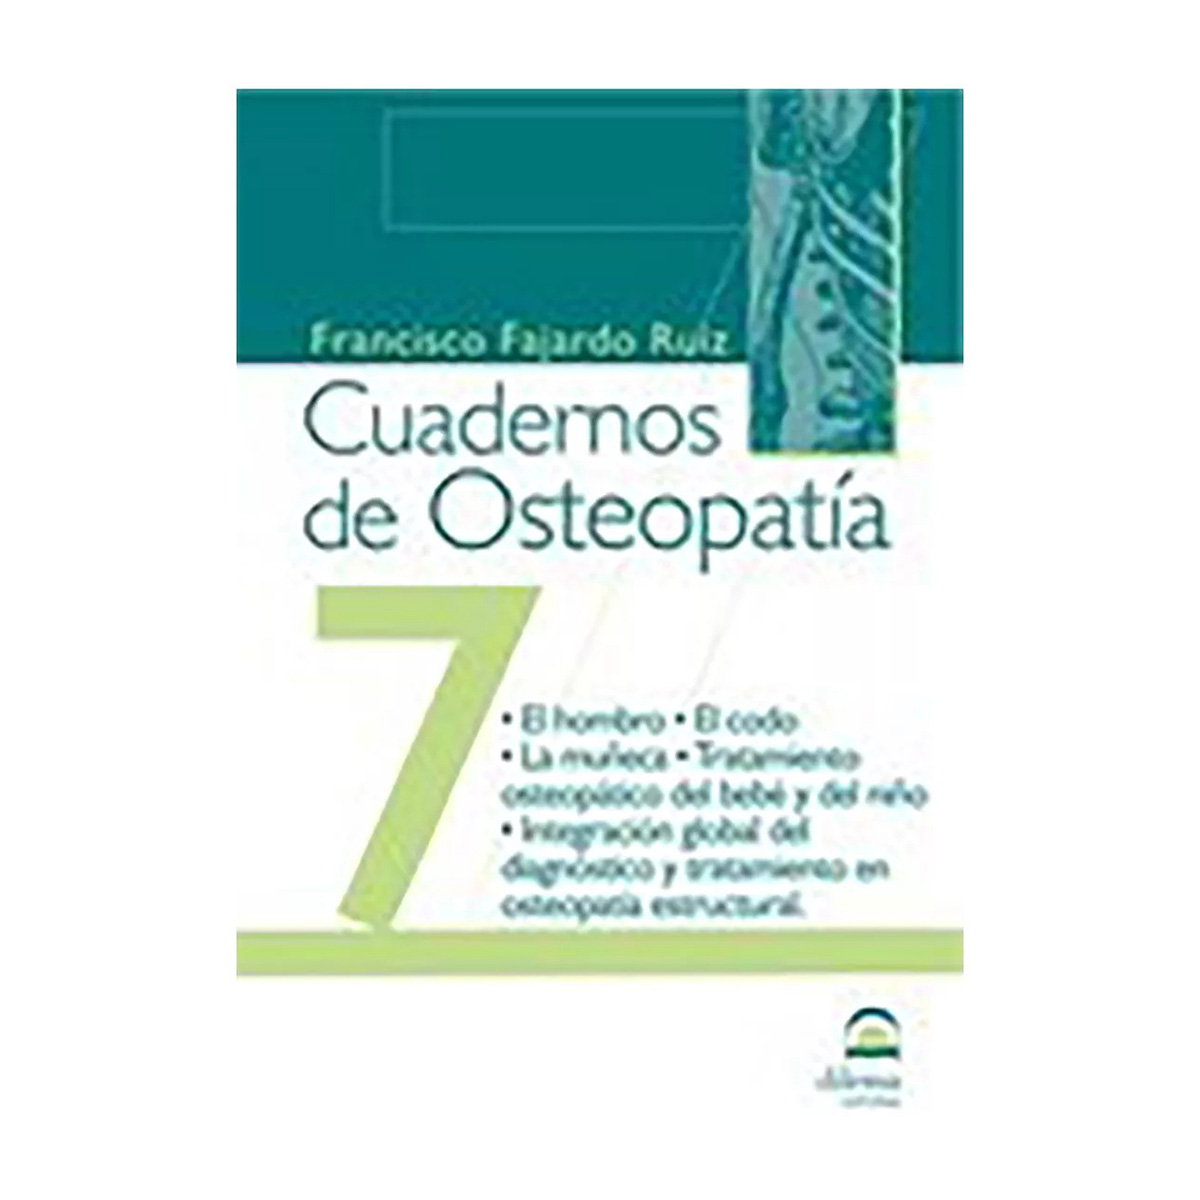 Francisco Fajardo Ruiz
Cuadernos
de Osteopatía
7
• El hombro • El codo
• La muñeca • Tratamiento
osteopático del bebé y del niño
• Integración global del
diagnóstico y tratamiento en
osteopatía estructural.
dilema